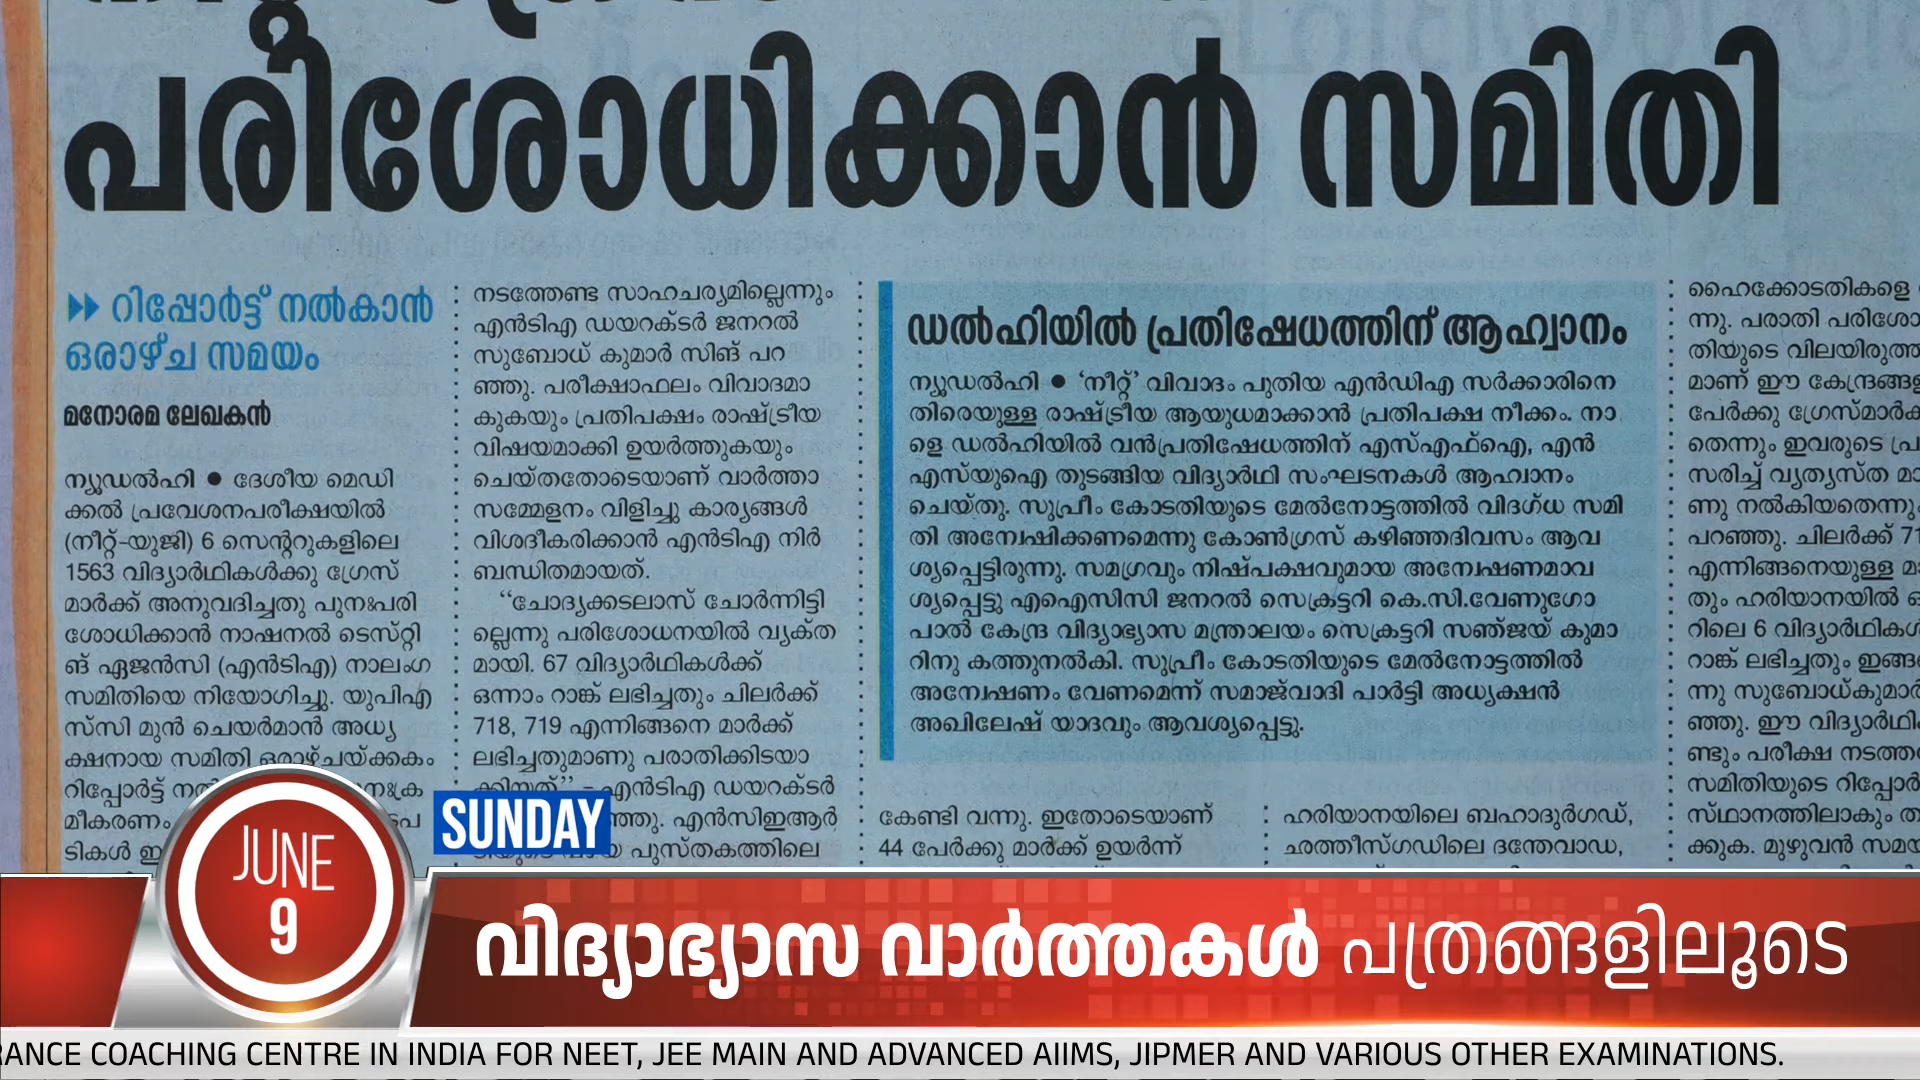 പരിശോധിക്കാൻ സമിതി
റിപ്പോർട്ട് നൽകാൻ
ഒരാഴ്ച സമയം
മനോരമ ലേഖകൻ
ന്യൂഡൽഹി ● ദേശീയ മെഡി
ക്കൽ പ്രവേശനപരീക്ഷയിൽ
(നീറ്റ്-യുജി) 6 സെന്ററുകളിലെ
1563 വിദ്യാർഥികൾക്കു ഗ്രേസ്
മാർക്ക് അനുവദിച്ചതു പുനഃപരി
ശോധിക്കാൻ നാഷനൽ ടെസ്റ്റി
ങ് ഏജൻസി (എൻടിഎ) നാലംഗ
സമിതിയെ നിയോഗിച്ചു. യുപിഎ
സ്‌സി മുൻ ചെയർമാൻ അധ്യ
ക്ഷനായ സമിതി ഒരാഴ്ചയ്ക്കകം
റിപ്പോർട്ട്
മീകരണം
ടികൾ
നടത്തേണ്ട സാഹചര്യമില്ലെന്നും
എൻടിഎ ഡയറക്ടർ ജനറൽ
സുബോധ് കുമാർ സിങ് പറ
ഞ്ഞു. പരീക്ഷാഫലം വിവാദമാ
കുകയും പ്രതിപക്ഷം രാഷ്ട്രീയ
വിഷയമാക്കി ഉയർത്തുകയും
ചെയ്തതോടെയാണ് വാർത്താ
സമ്മേളനം വിളിച്ചു കാര്യങ്ങൾ
വിശദീകരിക്കാൻ എൻടിഎ നിർ
ബന്ധിതമായത്.
“ചോദ്യക്കടലാസ് ചോർന്നിട്ടി
ല്ലെന്നു പരിശോധനയിൽ വ്യക്ത
മായി. 67 വിദ്യാർഥികൾക്ക്
ഒന്നാം റാങ്ക് ലഭിച്ചതും ചിലർക്ക്
718, 719 എന്നിങ്ങനെ മാർക്ക്
ലഭിച്ചതുമാണു പരാതിക്കിടയാ
ക്കിയത്” – എൻടിഎ ഡയറക്ടർ
ഞ്ഞു. എൻസിഇആർ
പുസ്തകത്തിലെ
ഡൽഹിയിൽ പ്രതിഷേധത്തിന് ആഹ്വാനം
ന്യൂഡൽഹി ● ‘നീറ്റ്’ വിവാദം പുതിയ എൻഡിഎ സർക്കാരിനെ
തിരെയുള്ള രാഷ്ട്രീയ ആയുധമാക്കാൻ പ്രതിപക്ഷ നീക്കം. നാ
ളെ ഡൽഹിയിൽ വൻപ്രതിഷേധത്തിന് എസ്എഫ്ഐ, എൻ
എസ്‌യുഐ തുടങ്ങിയ വിദ്യാർഥി സംഘടനകൾ ആഹ്വാനം
ചെയ്തു. സുപ്രീം കോടതിയുടെ മേൽനോട്ടത്തിൽ വിദഗ്ധ സമി
തി അന്വേഷിക്കണമെന്നു കോൺഗ്രസ് കഴിഞ്ഞദിവസം ആവ
ശ്യപ്പെട്ടിരുന്നു. സമഗ്രവും നിഷ്പക്ഷവുമായ അന്വേഷണമാവ
ശ്യപ്പെട്ടു എഐസിസി ജനറൽ സെക്രട്ടറി കെ.സി.വേണുഗോ
പാൽ കേന്ദ്ര വിദ്യാഭ്യാസ മന്ത്രാലയം സെക്രട്ടറി സഞ്ജയ് കുമാ
റിനു കത്തുനൽകി. സുപ്രീം കോടതിയുടെ മേൽനോട്ടത്തിൽ
അന്വേഷണം വേണമെന്ന് സമാജ്‌വാദി പാർട്ടി അധ്യക്ഷൻ
അഖിലേഷ് യാദവും ആവശ്യപ്പെട്ടു.
കേണ്ടി വന്നു. ഇതോടെയാണ്
44 പേർക്കു മാർക്ക് ഉയർന്ന്
ഹരിയാനയിലെ ബഹാദുർഗഡ്,
ഛത്തീസ്ഗഡിലെ ദന്തേവാഡ,
ഹൈക്കോടതികളെ
ന്നു. പരാതി പരിശോ
തിയുടെ വിലയിരുത്ത
മാണ് ഈ കേന്ദ്രങ്ങള
പേർക്കു ഗ്രേസ്മാർക്ക
തെന്നും ഇവരുടെ പ്ര
സരിച്ച് വ്യത്യസ്ത മാ
ണു നൽകിയതെന്നു
പറഞ്ഞു. ചിലർക്ക് 71
എന്നിങ്ങനെയുള്ള മാ
തും ഹരിയാനയിൽ ഒ
റിലെ 6 വിദ്യാർഥികൾ
റാങ്ക് ലഭിച്ചതും ഇങ്ങ
ന്നു സുബോധ്കുമാർ
ഞ്ഞു. ഈ വിദ്യാർഥി
ണ്ടും പരീക്ഷ നടത്ത
സമിതിയുടെ റിപ്പോർ
സ്ഥാനത്തിലാകും ത
ക്കുക. മുഴുവൻ സമയ
JUNE
9
SUNDAY
വിദ്യാഭ്യാസ വാർത്തകൾ പത്രങ്ങളിലൂടെ
RANCE COACHING CENTRE IN INDIA FOR NEET, JEE MAIN AND ADVANCED AIIMS, JIPMER AND VARIOUS OTHER EXAMINATIONS.